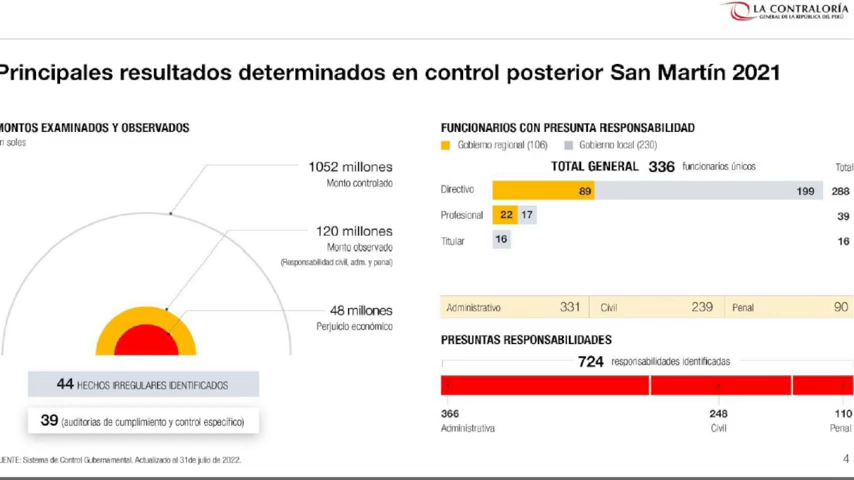 LA CONTRALORÍA
GENERAL DE LA REPÚBLICA DEL PERÚ
Principales resultados determinados en control posterior San Martín 2021
MONTOS EXAMINADOS Y OBSERVADOS
n soles
1052 millones
Monto controlado
120 millones
Monto observado
(Responsabilidad civil, adm. y penal)
48 millones
Perjuicio económico
44 HECHOS IRREGULARES IDENTIFICADOS
39 (auditorías de cumplimiento y control específico)
FUNCIONARIOS CON PRESUNTA RESPONSABILIDAD
Gobierno regional (106) Gobierno local (230)
TOTAL GENERAL 336 funcionarios únicos Total
Directivo 89 199 288
Profesional 22 17 39
Titular 16 16
Administrativo 331 Civil 239 Penal 90
PRESUNTAS RESPONSABILIDADES
724 responsabilidades identificadas
366 248 110
Administrativa Civil Penal
UENTE: Sistema de Control Gubernamental. Actualizado al 31de julio de 2022.
4